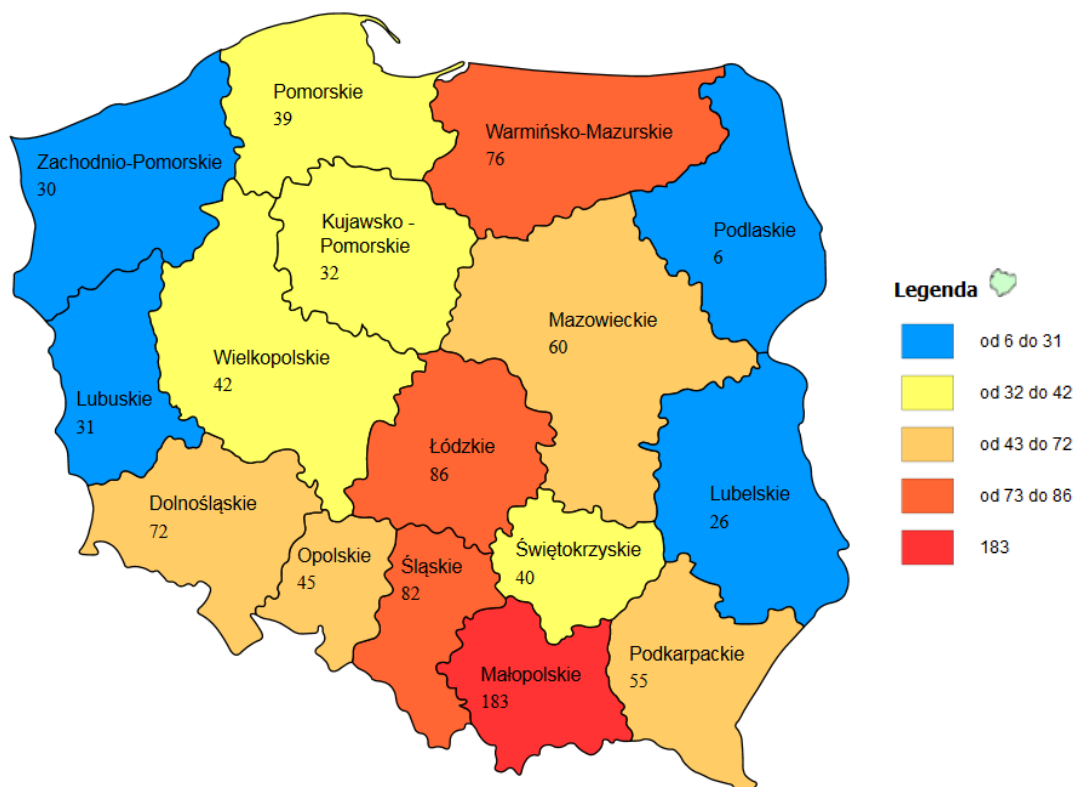 Pomorskie
39
Warmińsko-Mazurskie
76
Zachodnio-Pomorskie
30
Kujawsko -
Pomorskie
32
Podlaskie
6
Mazowieckie
60
Wielkopolskie
42
Lubuskie
31
Łódzkie
86
Dolnośląskie
72
Lubelskie
26
Opolskie
45
Śląskie
82
Świętokrzyskie
40
Małopolskie
183
Podkarpackie
55
Legenda
od 6 do 31
od 32 do 42
od 43 do 72
od 73 do 86
183